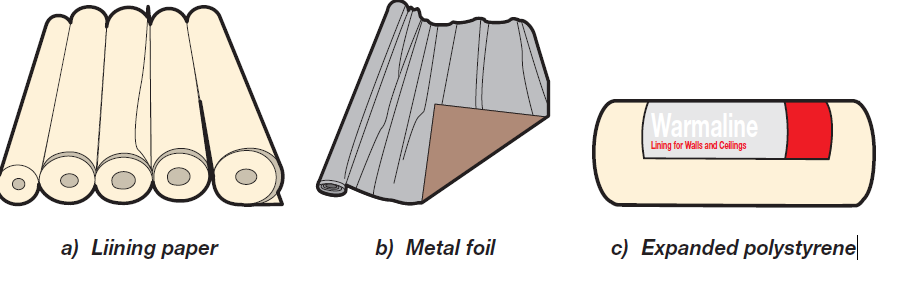 Warmaline
Lining for Walls and Ceilings
a) Liining paper
b) Metal foil
c) Expanded polystyrene